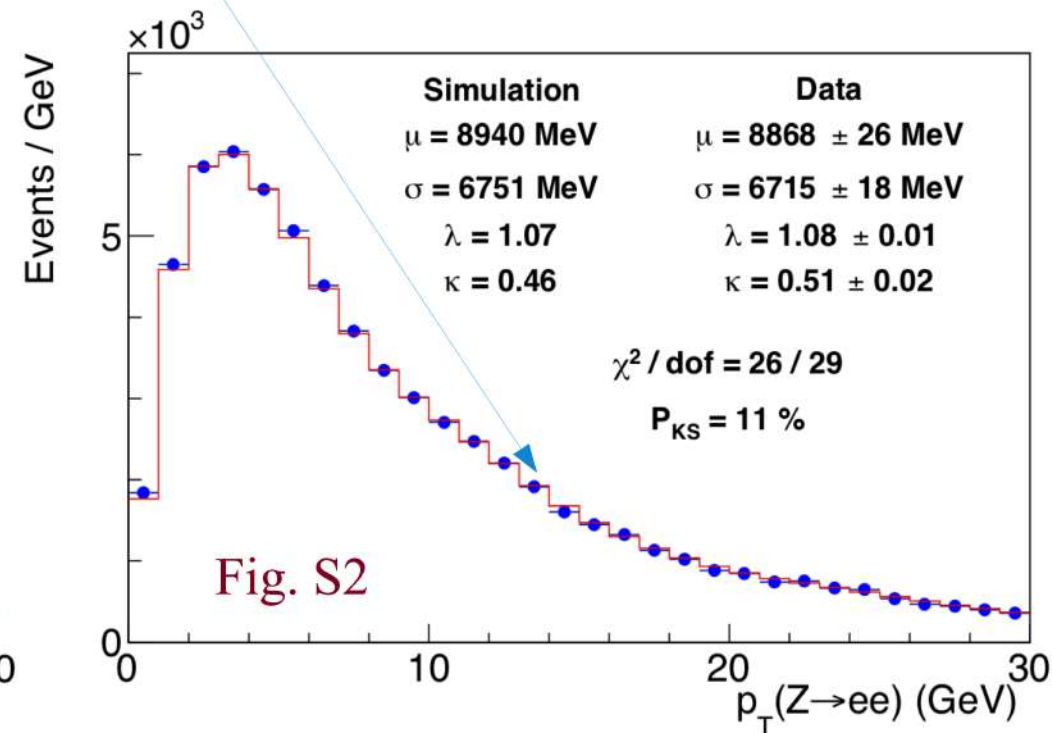 ×10³
Events / GeV
Simulation Data
μ = 8940 MeV μ = 8868 ± 26 MeV
σ = 6751 MeV σ = 6715 ± 18 MeV
λ = 1.07 λ = 1.08 ± 0.01
κ = 0.46 κ = 0.51 ± 0.02
χ² / dof = 26 / 29
P_KS = 11 %
5
Fig. S2
0
0 0 10 20 30
p_T(Z→ee) (GeV)